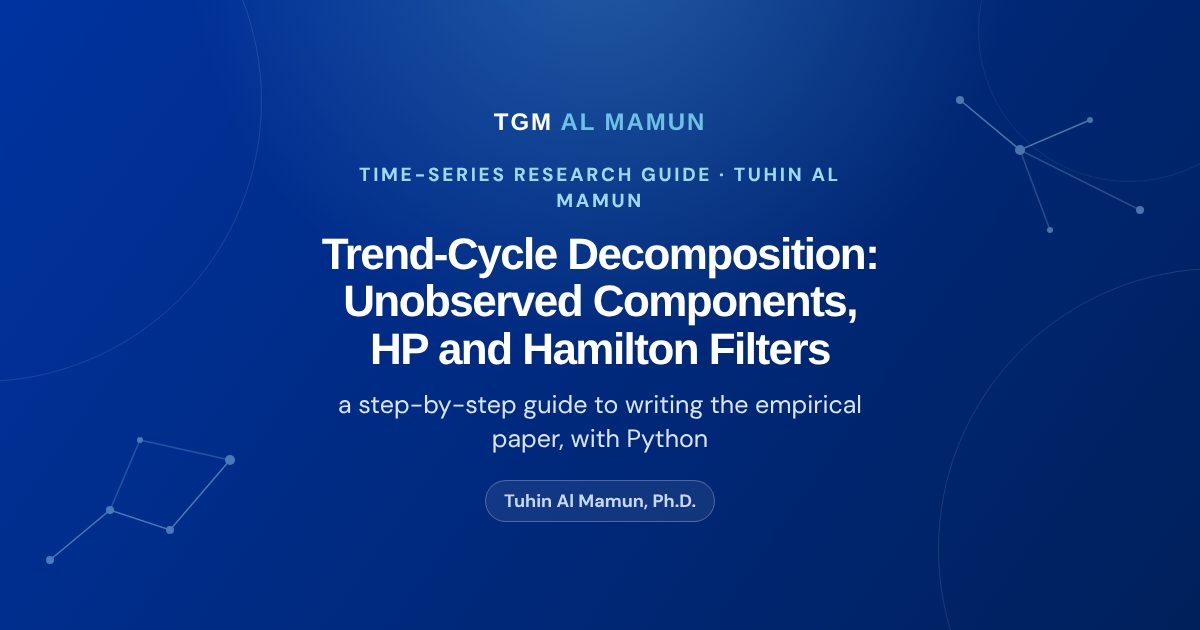 TGM AL MAMUN
TIME-SERIES RESEARCH GUIDE · TUHIN AL
MAMUN
Trend-Cycle Decomposition:
Unobserved Components,
HP and Hamilton Filters
a step-by-step guide to writing the empirical
paper, with Python
Tuhin Al Mamun, Ph.D.